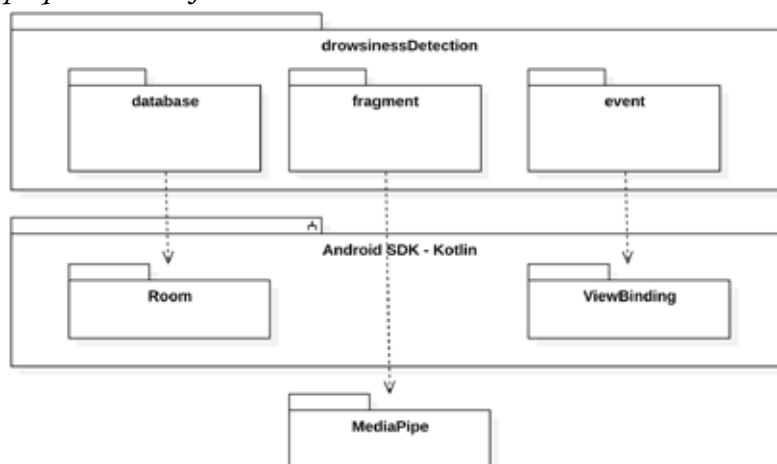 drowsinessDetection
database fragment event
Android SDK - Kotlin
Room ViewBinding
MediaPipe